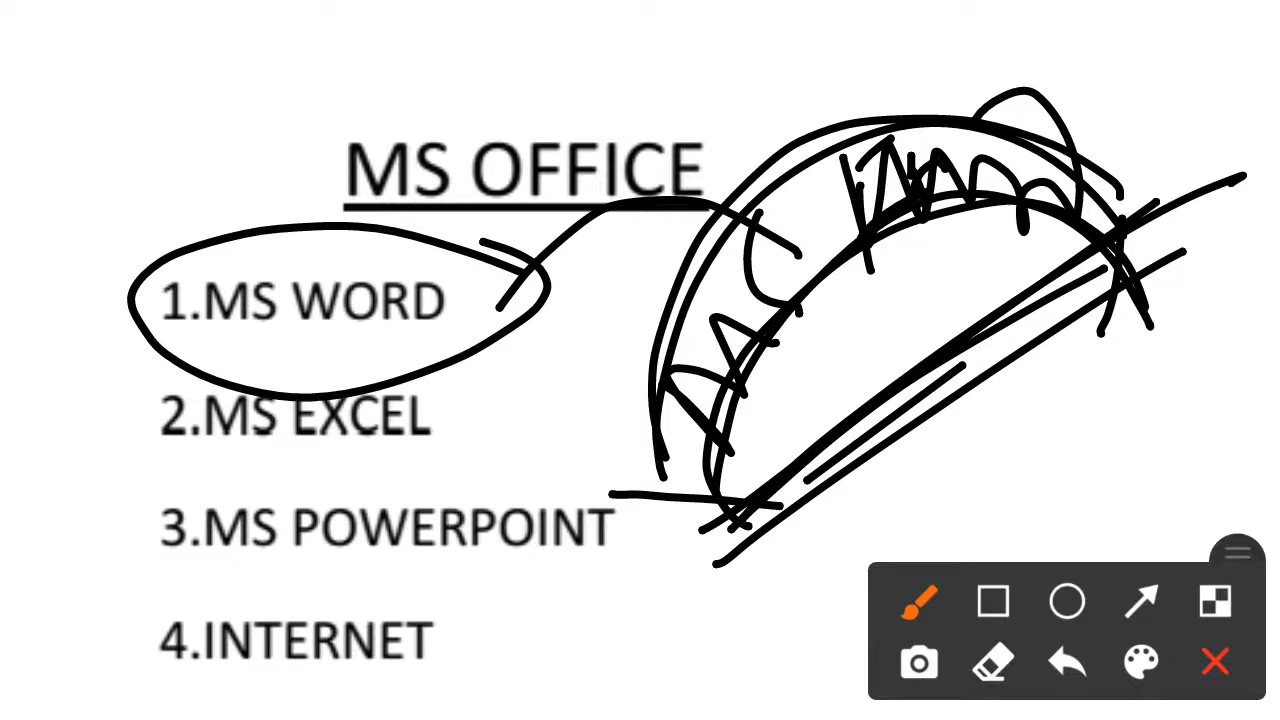 MS OFFICE
1.MS WORD
2.MS EXCEL
3.MS POWERPOINT
4.INTERNET